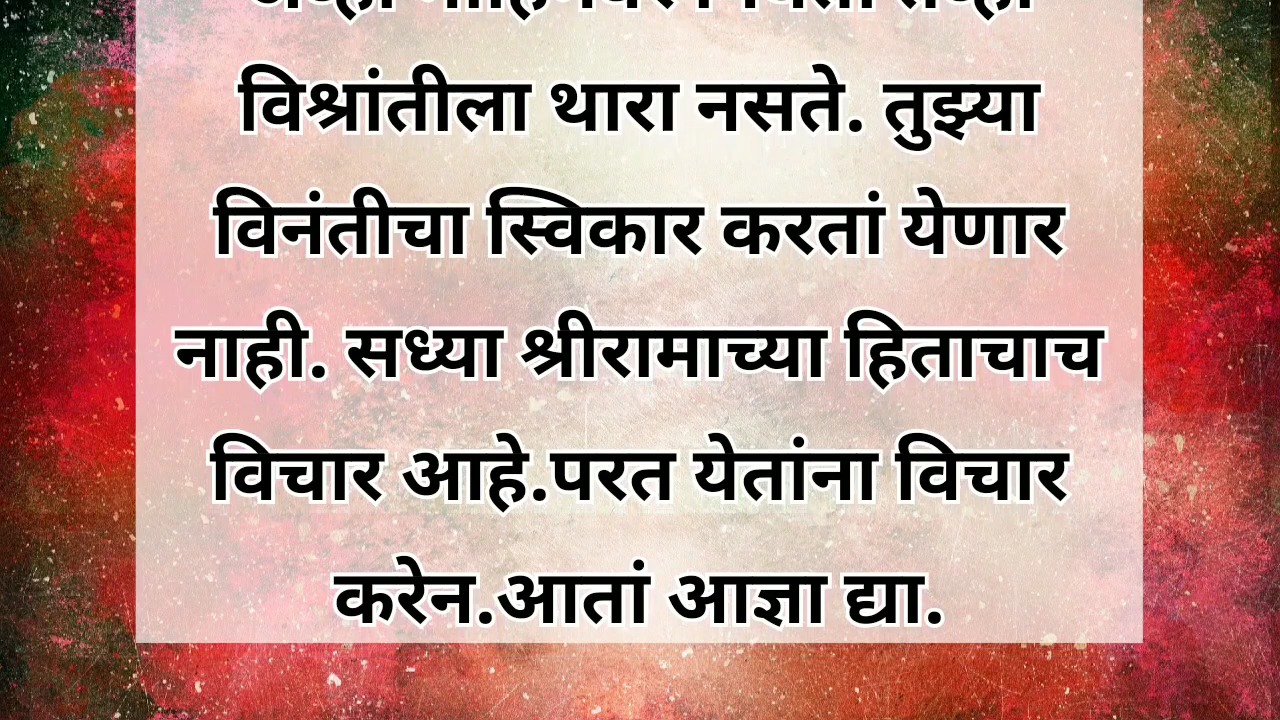 विश्रांतीला थारा नसते. तुझ्या
विनंतीचा स्विकार करतां येणार
नाही. सध्या श्रीरामाच्या हिताचाच
विचार आहे.परत येतांना विचार
करेन.आतां आज्ञा द्या.